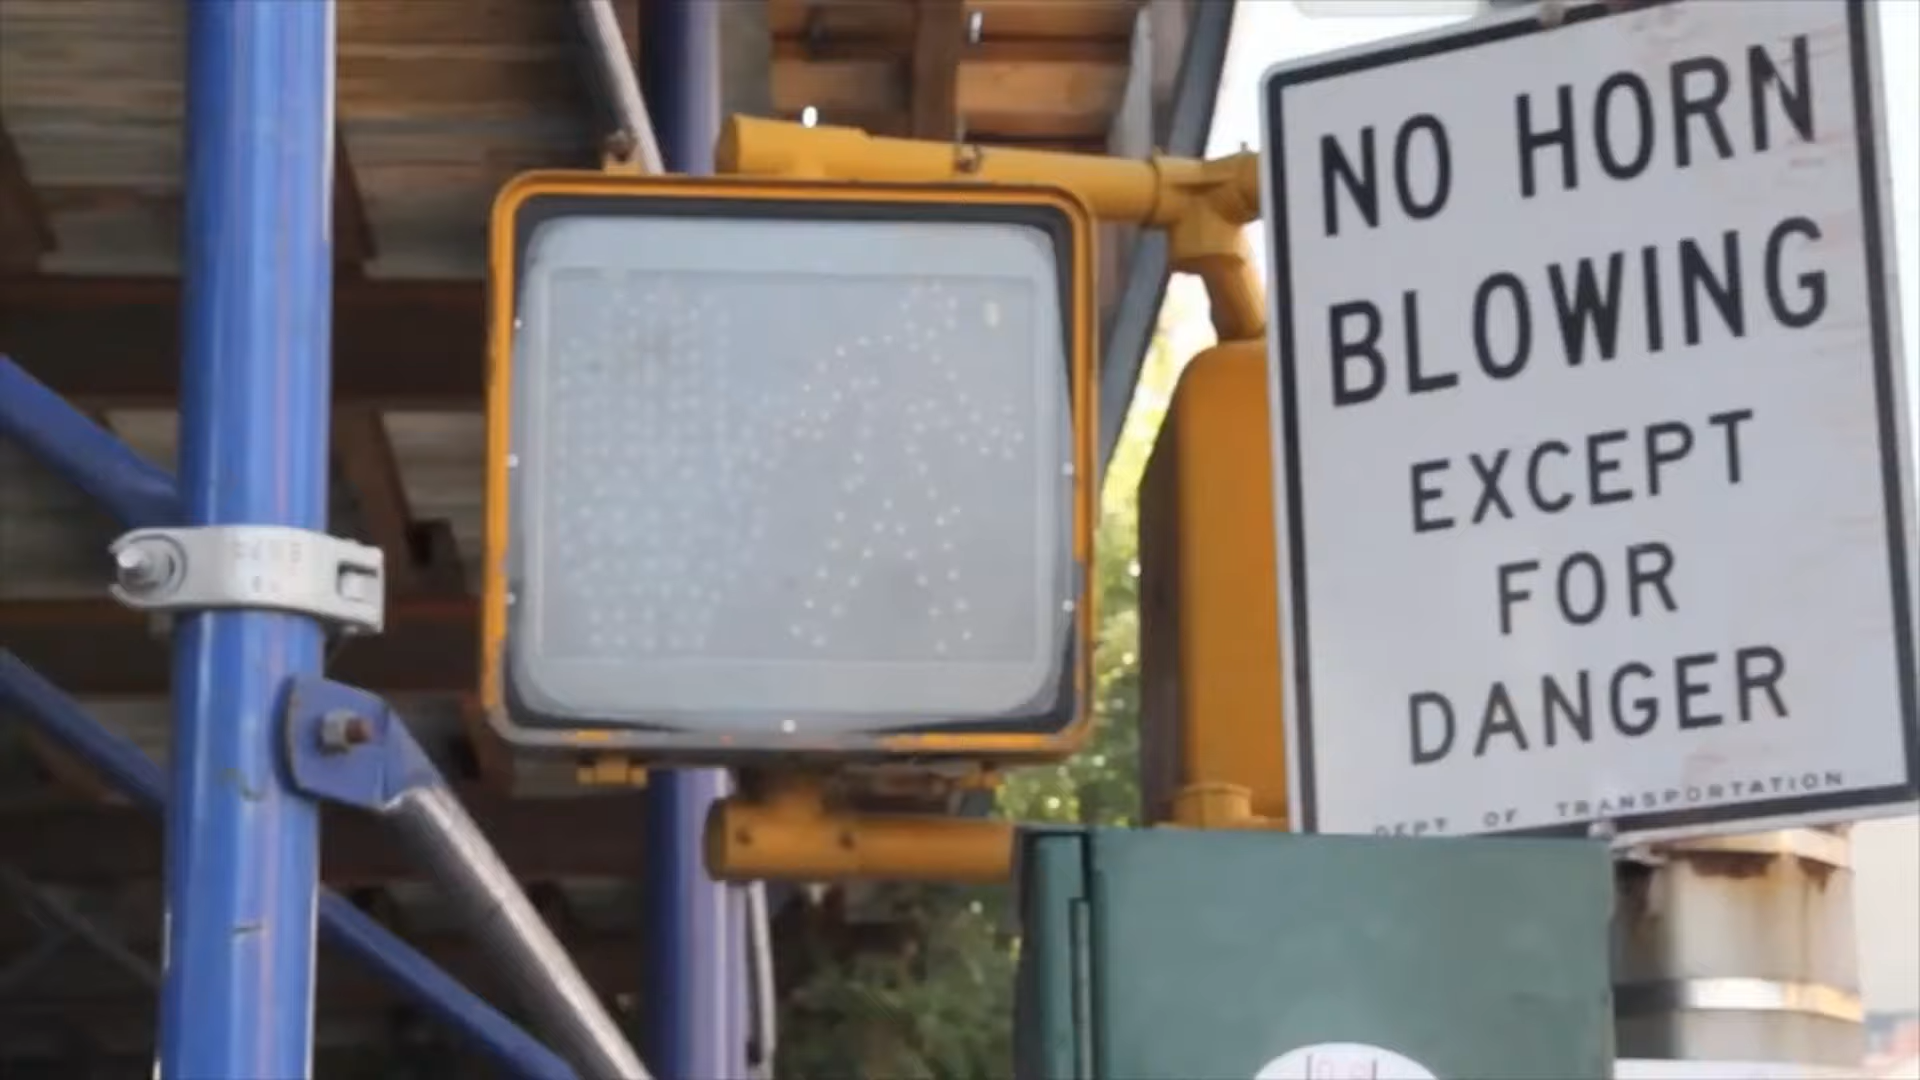 NO HORN
BLOWING
EXCEPT
FOR
DANGER
DEPT OF TRANSPORTATION